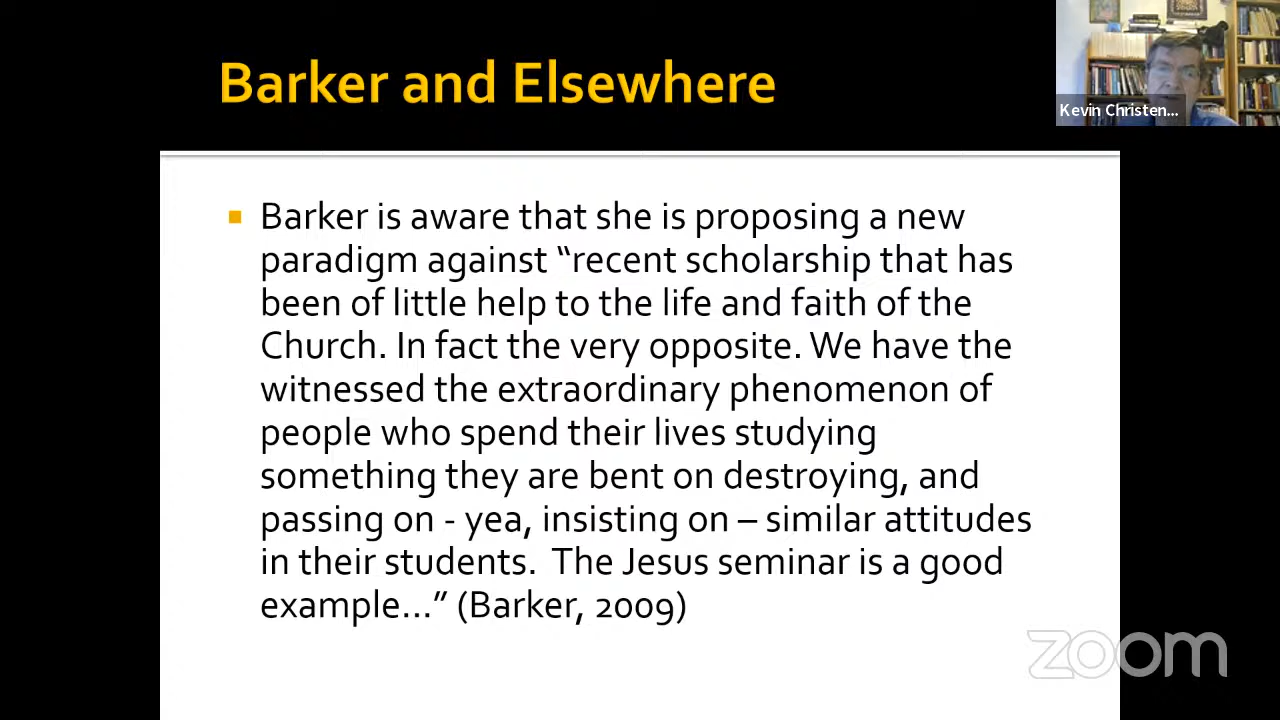 Barker and Elsewhere
Kevin Christen...
Barker is aware that she is proposing a new
paradigm against “recent scholarship that has
been of little help to the life and faith of the
Church. In fact the very opposite. We have the
witnessed the extraordinary phenomenon of
people who spend their lives studying
something they are bent on destroying, and
passing on - yea, insisting on – similar attitudes
in their students.  The Jesus seminar is a good
example…” (Barker, 2009)
zoom